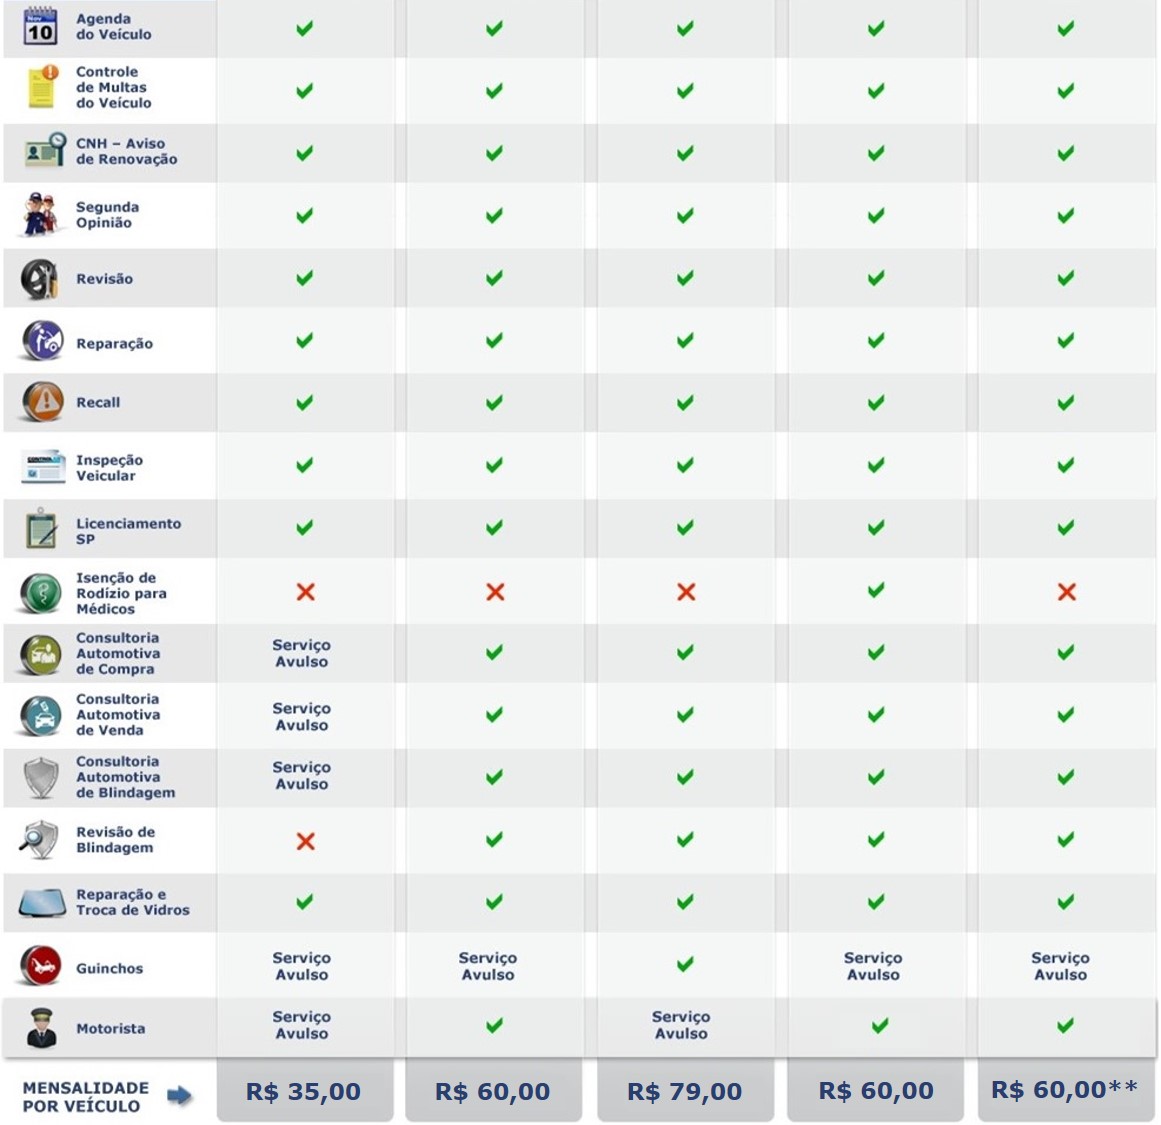 Nov
10
Agenda
do Veículo
Controle
de Multas
do Veículo
CNH – Aviso
de Renovação
Segunda
Opinião
Revisão
Reparação
Recall
Inspeção
Veicular
Licenciamento
SP
Isenção de
Rodízio para
Médicos
Consultoria
Automotiva
de Compra
Serviço
Avulso
Consultoria
Automotiva
de Venda
Serviço
Avulso
Consultoria
Automotiva
de Blindagem
Serviço
Avulso
Revisão de
Blindagem
Reparação e
Troca de Vidros
Guinchos
Serviço
Avulso
Serviço
Avulso
Serviço
Avulso
Serviço
Avulso
Motorista
Serviço
Avulso
Serviço
Avulso
MENSALIDADE
POR VEÍCULO
R$ 35,00
R$ 60,00
R$ 79,00
R$ 60,00
R$ 60,00**